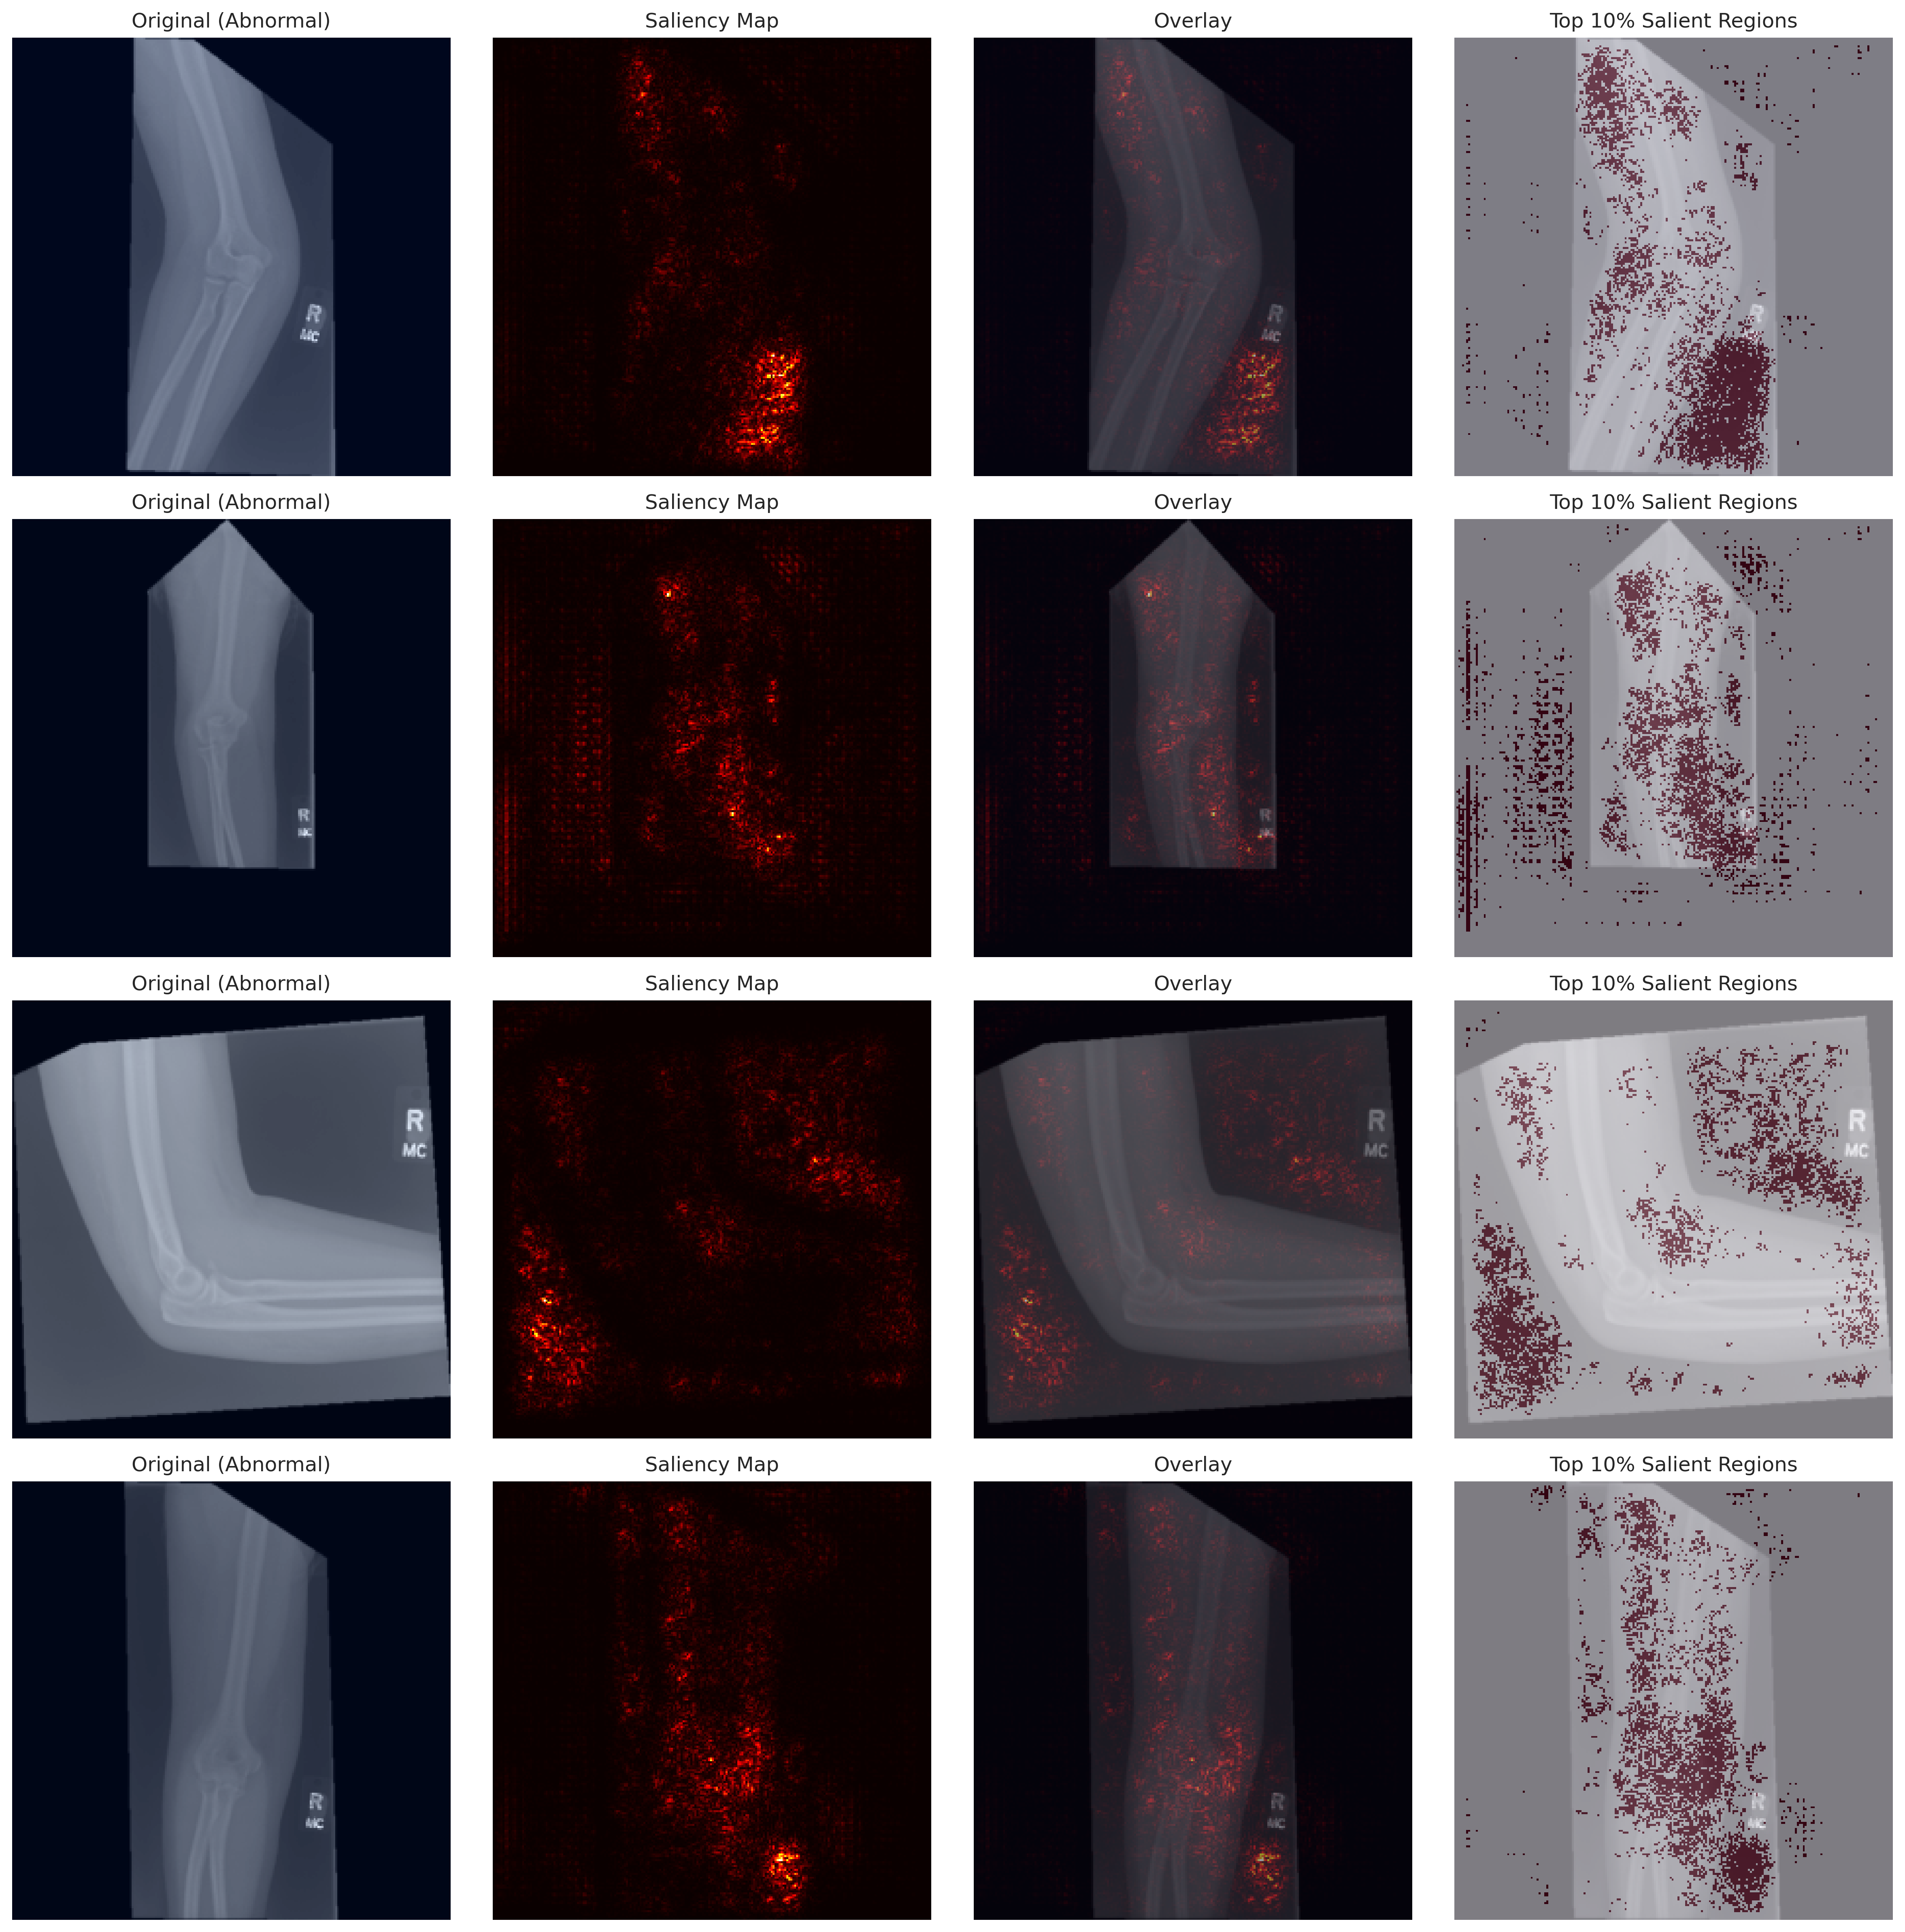 Original (Abnormal) Saliency Map Overlay Top 10% Salient Regions
R R R
MC MC
Original (Abnormal) Saliency Map Overlay Top 10% Salient Regions
R R
MC
Original (Abnormal) Saliency Map Overlay Top 10% Salient Regions
R R R
MC MC MC
Original (Abnormal) Saliency Map Overlay Top 10% Salient Regions
R R R
MC MC MC